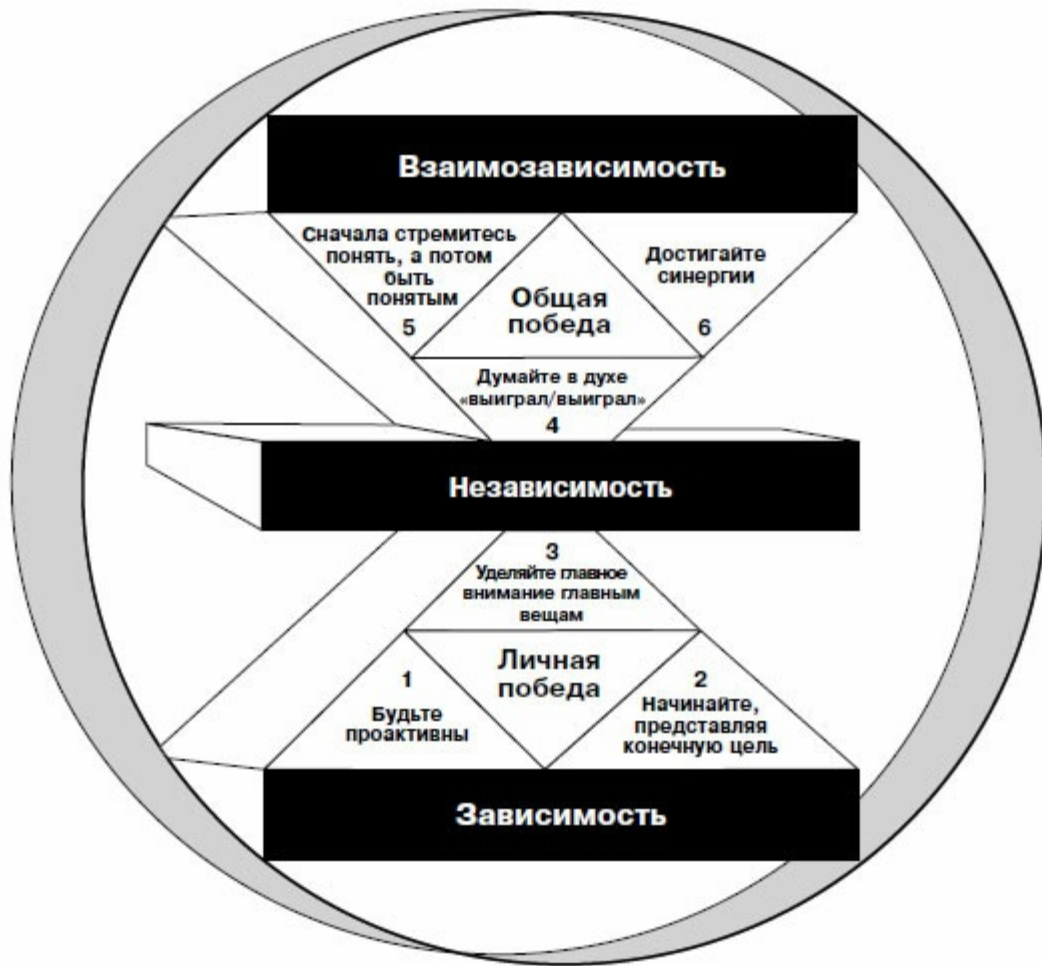 Взаимозависимость
Сначала стремитесь
понять, а потом
быть
понятым
5
Общая
победа
Достигайте
синергии
6
Думайте в духе
«выиграл/выиграл»
4
Независимость
3
Уделяйте главное
внимание главным
вещам
Личная
победа
1
Будьте
проактивны
2
Начинайте,
представляя
конечную цель
Зависимость